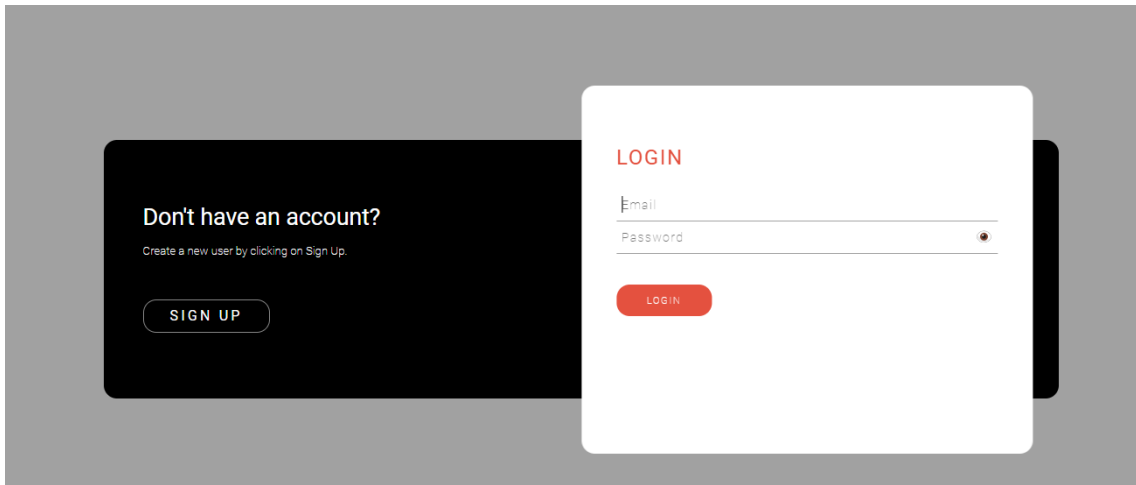 Don't have an account?
Create a new user by clicking on Sign Up.
SIGN UP
LOGIN
Email
Password
LOGIN